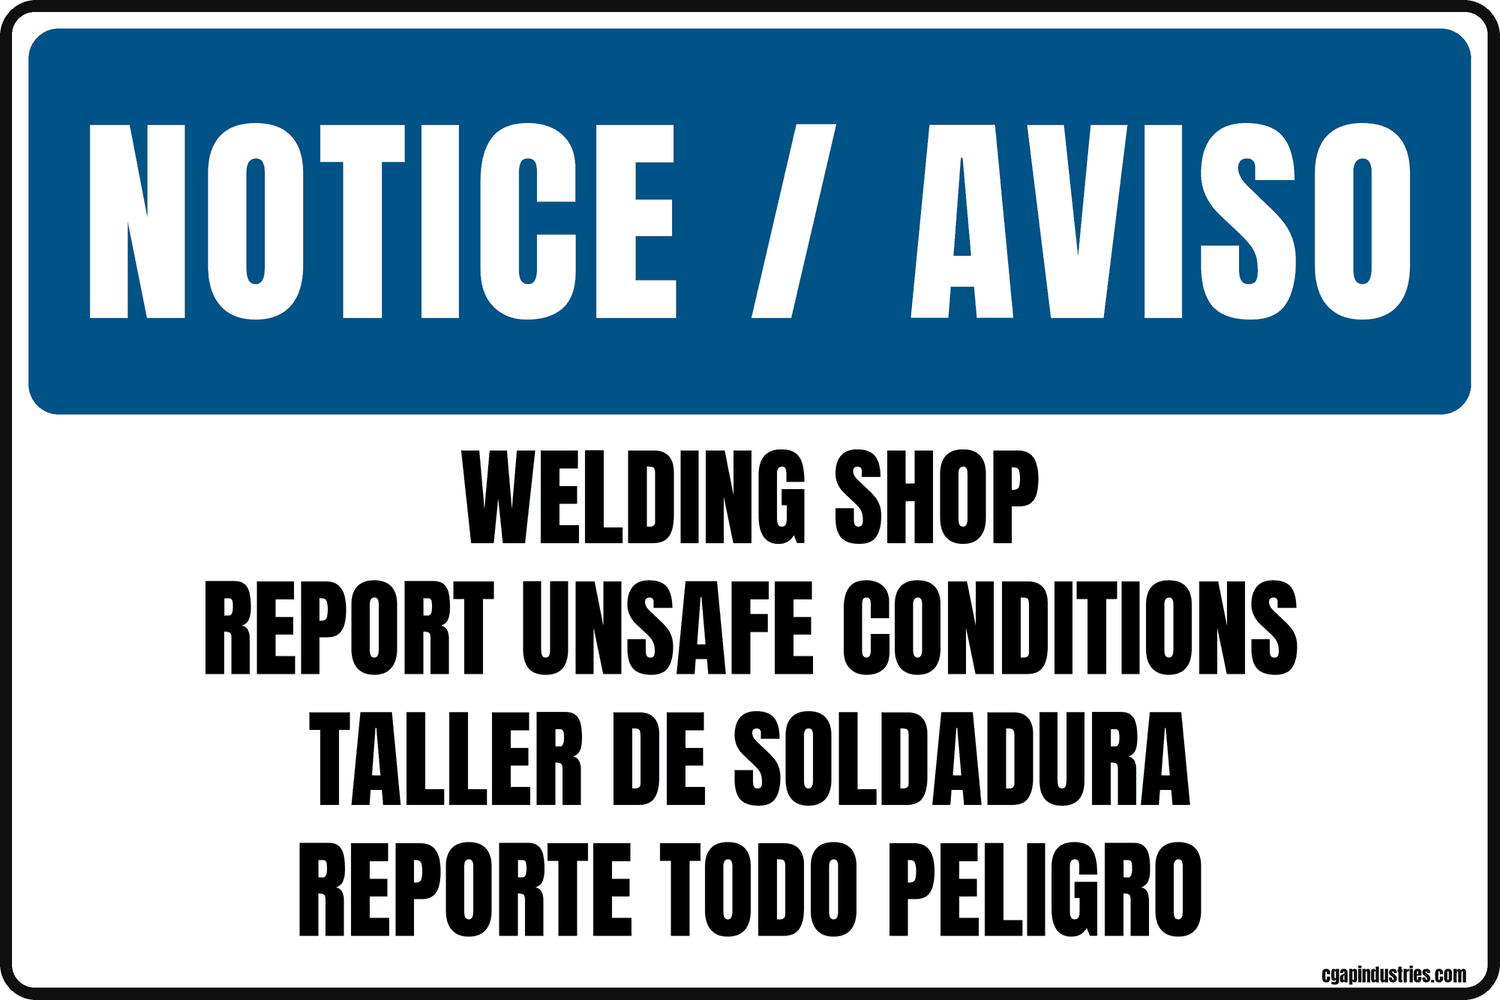 NOTICE / AVISO
WELDING SHOP
REPORT UNSAFE CONDITIONS
TALLER DE SOLDADURA
REPORTE TODO PELIGRO
cgapindustries.com